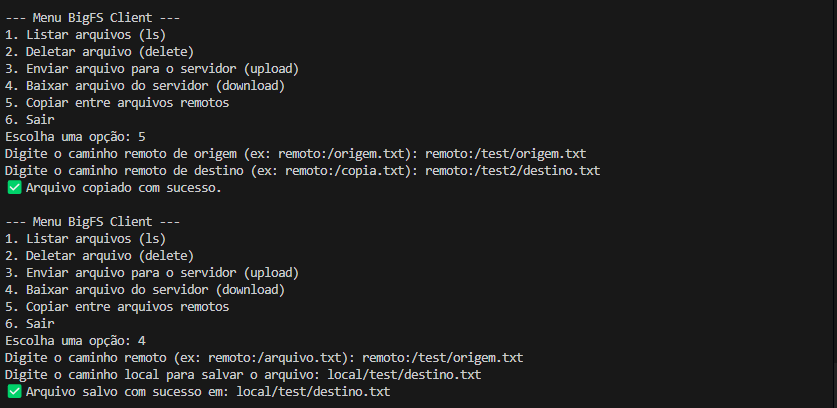 --- Menu BigFS Client ---
1. Listar arquivos (ls)
2. Deletar arquivo (delete)
3. Enviar arquivo para o servidor (upload)
4. Baixar arquivo do servidor (download)
5. Copiar entre arquivos remotos
6. Sair
Escolha uma opção: 5
Digite o caminho remoto de origem (ex: remoto:/origem.txt): remoto:/test/origem.txt
Digite o caminho remoto de destino (ex: remoto:/copia.txt): remoto:/test2/destino.txt
✅ Arquivo copiado com sucesso.

--- Menu BigFS Client ---
1. Listar arquivos (ls)
2. Deletar arquivo (delete)
3. Enviar arquivo para o servidor (upload)
4. Baixar arquivo do servidor (download)
5. Copiar entre arquivos remotos
6. Sair
Escolha uma opção: 4
Digite o caminho remoto (ex: remoto:/arquivo.txt): remoto:/test/origem.txt
Digite o caminho local para salvar o arquivo: local/test/destino.txt
✅ Arquivo salvo com sucesso em: local/test/destino.txt